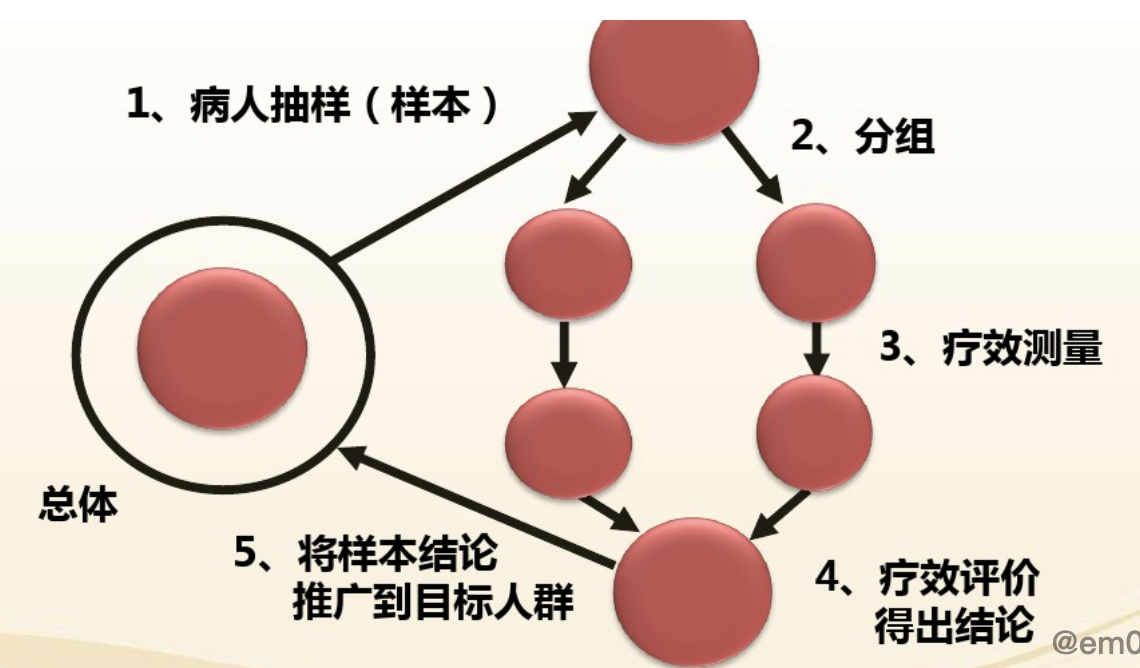 1、病人抽样（样本）
2、分组
3、疗效测量
总体
5、将样本结论
推广到目标人群
4、疗效评价
得出结论
@em0